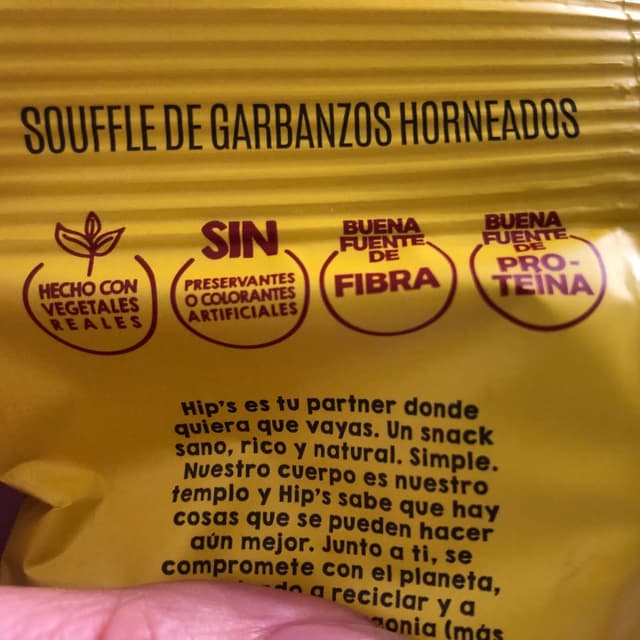 SOUFFLE DE GARBANZOS HORNEADOS
HECHO CON
VEGETALES
REALES
SIN
PRESERVANTES
O COLORANTES
ARTIFICIALES
BUENA
FUENTE
DE
FIBRA
BUENA
FUENTE
DE
PRO-
TEÍNA
Hip's es tu partner donde
quiera que vayas. Un snack
sano, rico y natural. Simple.
Nuestro cuerpo es nuestro
templo y Hip's sabe que hay
cosas que se pueden hacer
aún mejor. Junto a ti, se
compromete con el planeta,
a reciclar y a
(más